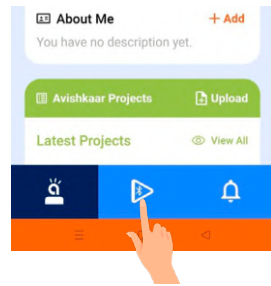 About Me + Add
You have no description yet.
Avishkaar Projects Upload
Latest Projects View All